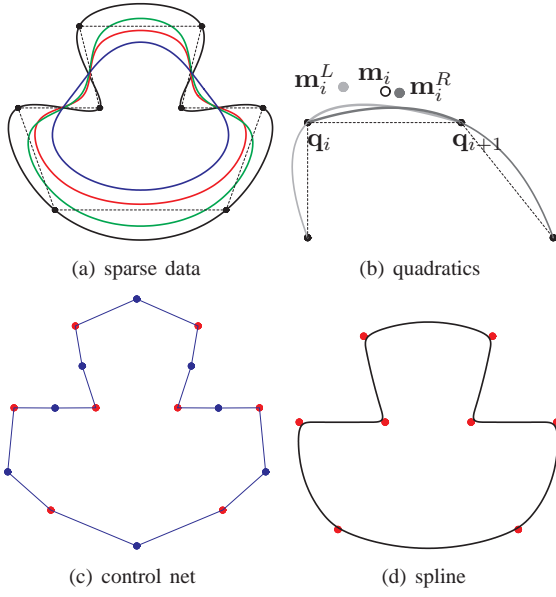 m_i^L m_i m_i^R
q_i q_{i+1}
(a) sparse data
(b) quadratics
(c) control net
(d) spline